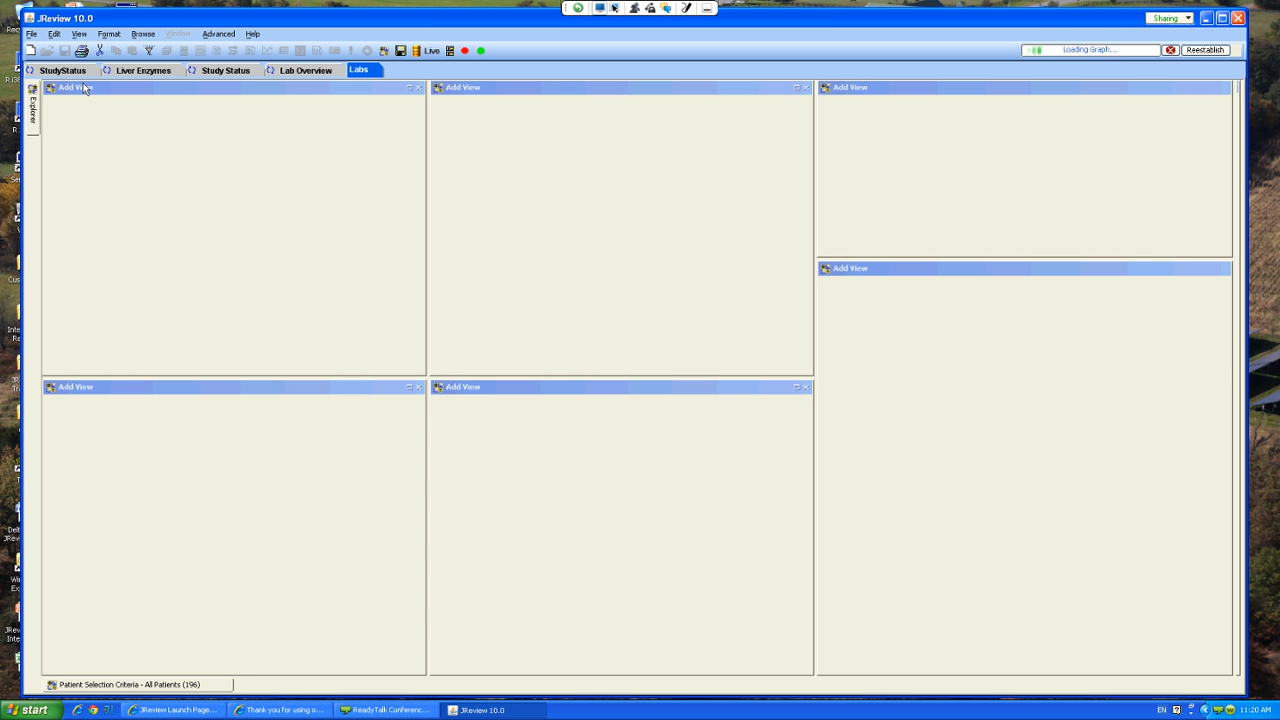 JReview 10.0
Sharing
File Edit View Format Browse Window Advanced Help
Live
Loading Graph...
Reestablish
StudyStatus Liver Enzymes Study Status Lab Overview Labs
Explorer
Add View
Add View
Add View
Add View
Add View
Add View
Patient Selection Criteria - All Patients (196)
start
JReview Launch Page...
Thank you for using o...
ReadyTalk Conferenc...
JReview 10.0
EN
11:20 AM